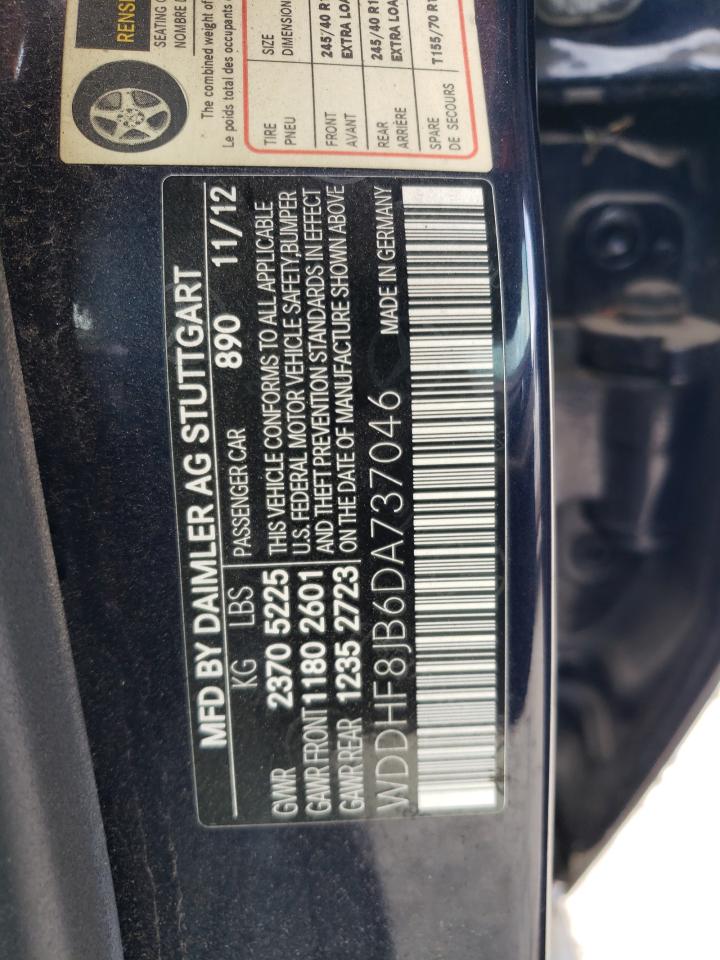 RENSE
SEATING C
NOMBRE D
The combined weight of
Le poids total des occupants d
TIRE SIZE
PNEU DIMENSION
FRONT 245/40 R1
AVANT EXTRA LOA
REAR 245/40 R1
ARRIÈRE EXTRA LOA
SPARE T155/70 R1
DE SECOURS
MFD BY DAIMLER AG STUTTGART
KG LBS PASSENGER CAR 890 11/12
GVWR 2370 5225 THIS VEHICLE CONFORMS TO ALL APPLICABLE
U.S. FEDERAL MOTOR VEHICLE SAFETY,BUMPER
GAWR FRONT 1180 2601 AND THEFT PREVENTION STANDARDS IN EFFECT
GAWR REAR 1235 2723 ON THE DATE OF MANUFACTURE SHOWN ABOVE
WDDHF8JB6DA737046 MADE IN GERMANY